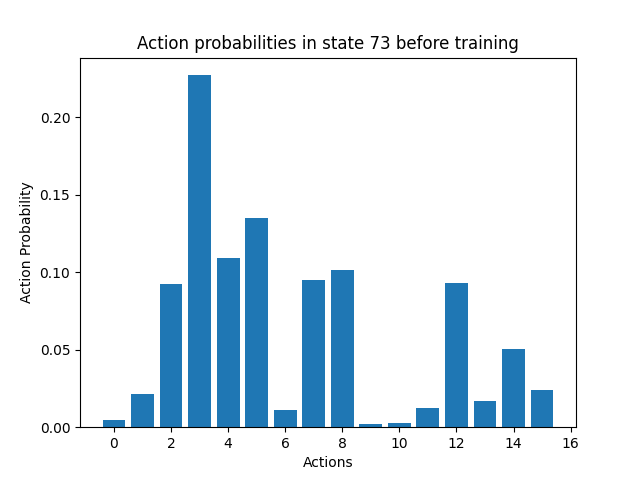 Action probabilities in state 73 before training
Action Probability
0.20
0.15
0.10
0.05
0.00
0 2 4 6 8 10 12 14 16
Actions